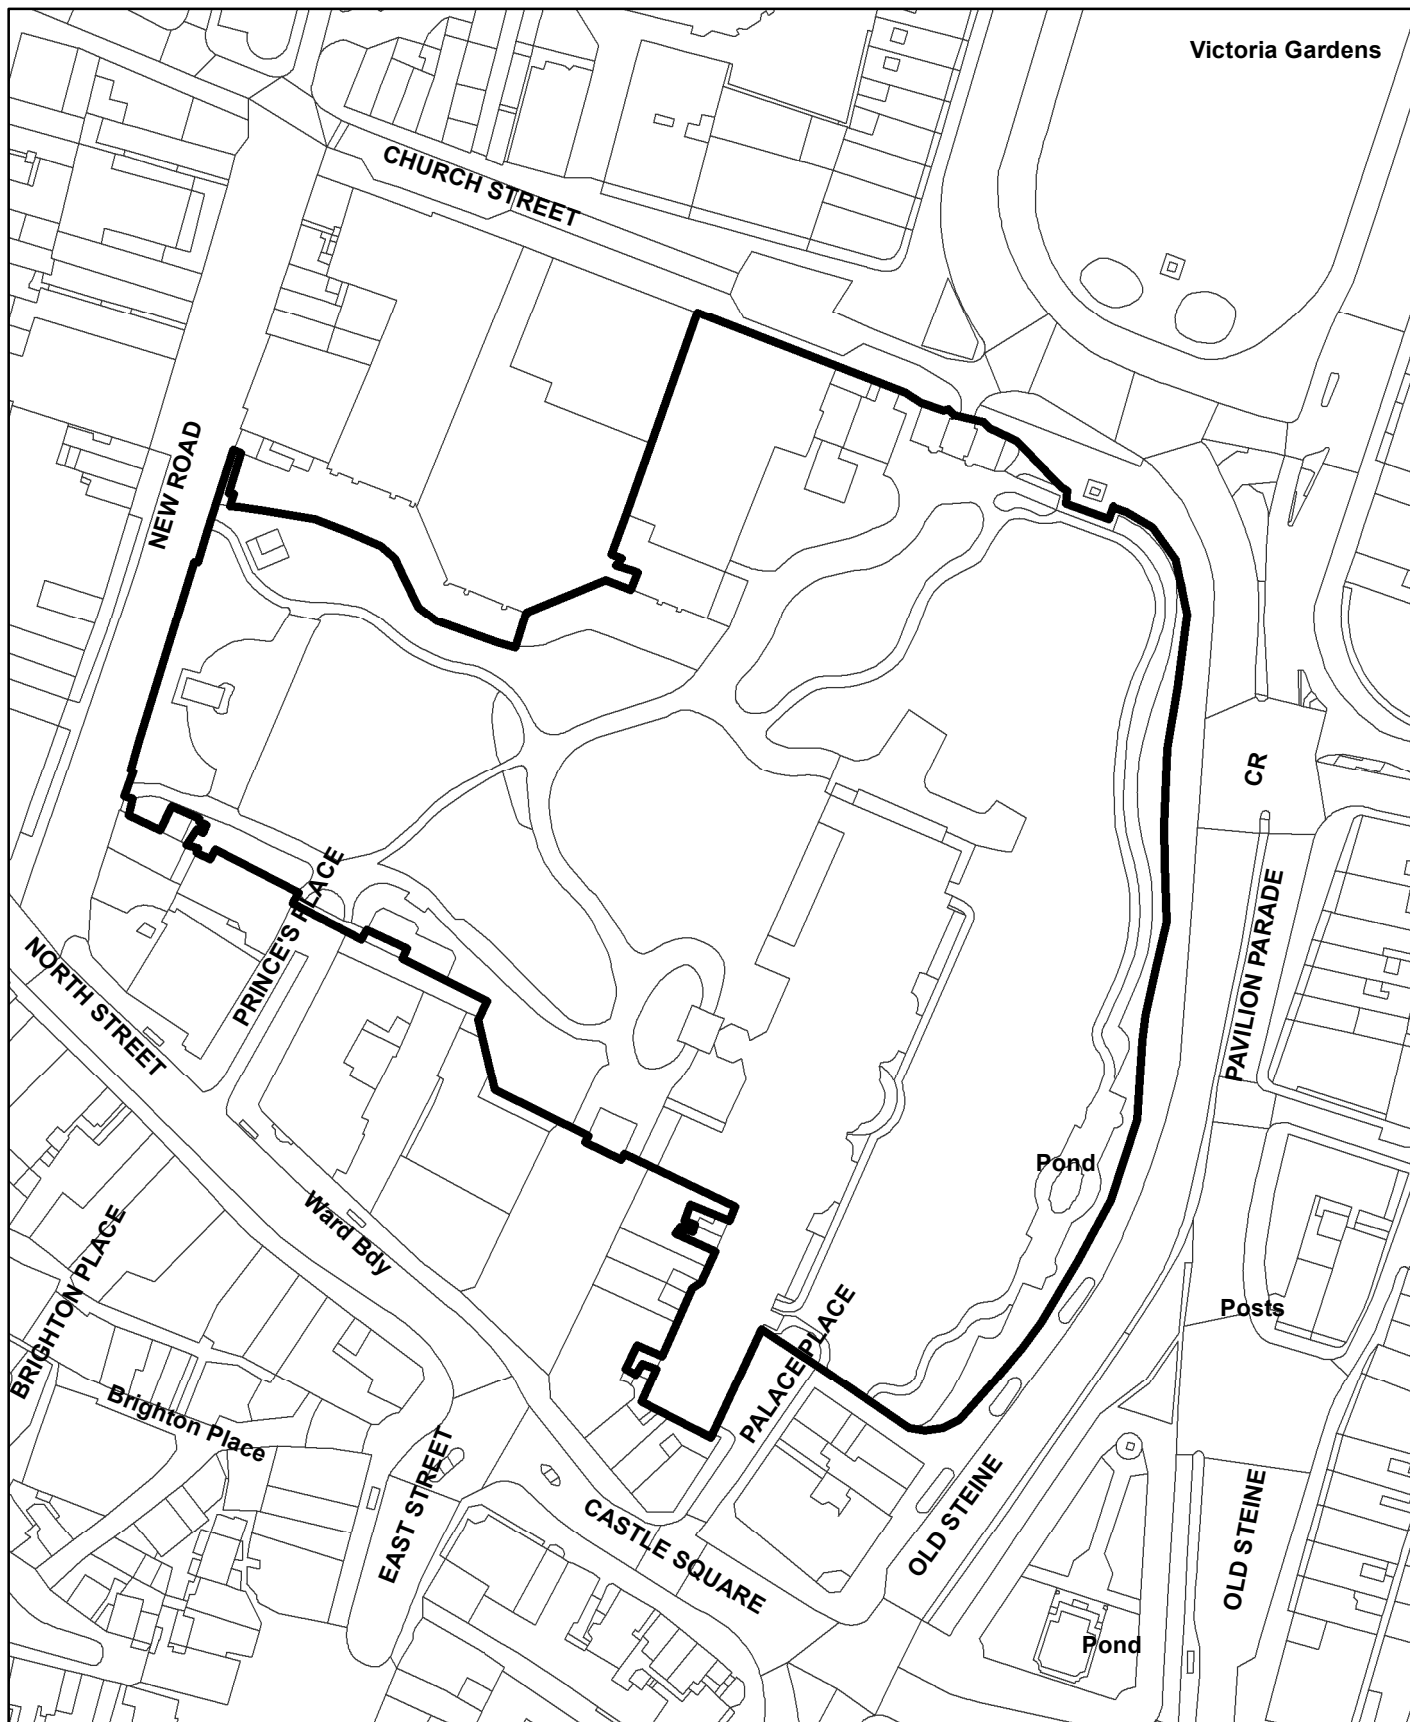 Victoria Gardens
CHURCH STREET
NEW ROAD
CR
PRINCE'S PLACE
PAVILION PARADE
NORTH STREET
Pond
Ward Bdy
BRIGHTON PLACE
Posts
PALACE PLACE
Brighton Place
EAST STREET
CASTLE SQUARE
OLD STEINE
OLD STEINE
Pond